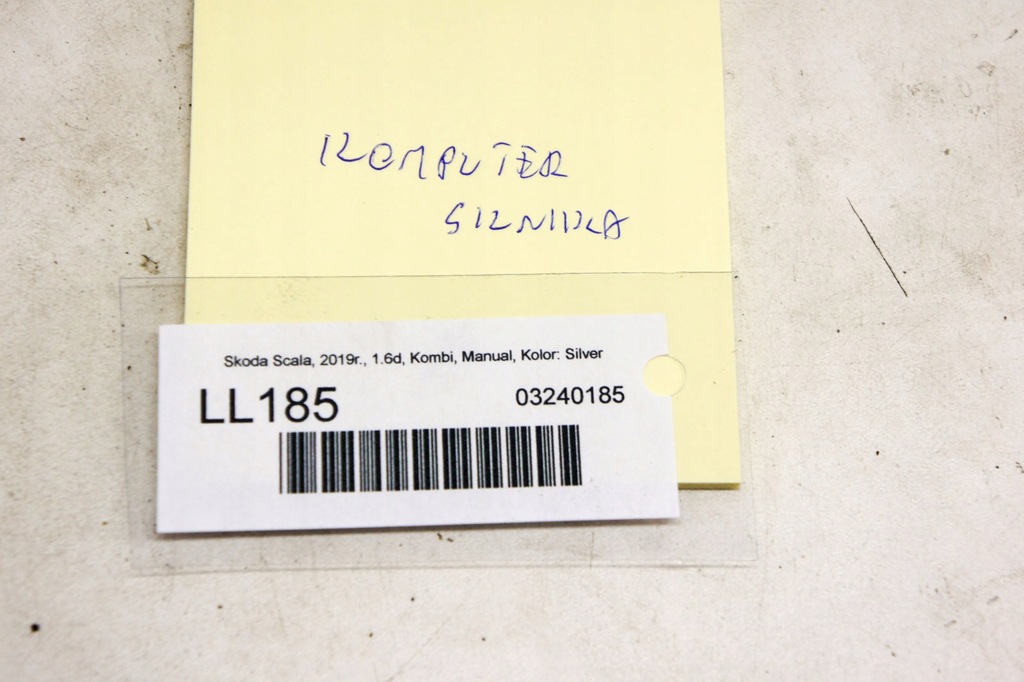 KOMPUTER
SILNIKA
Skoda Scala, 2019r., 1.6d, Kombi, Manual, Kolor: Silver
LL185
03240185